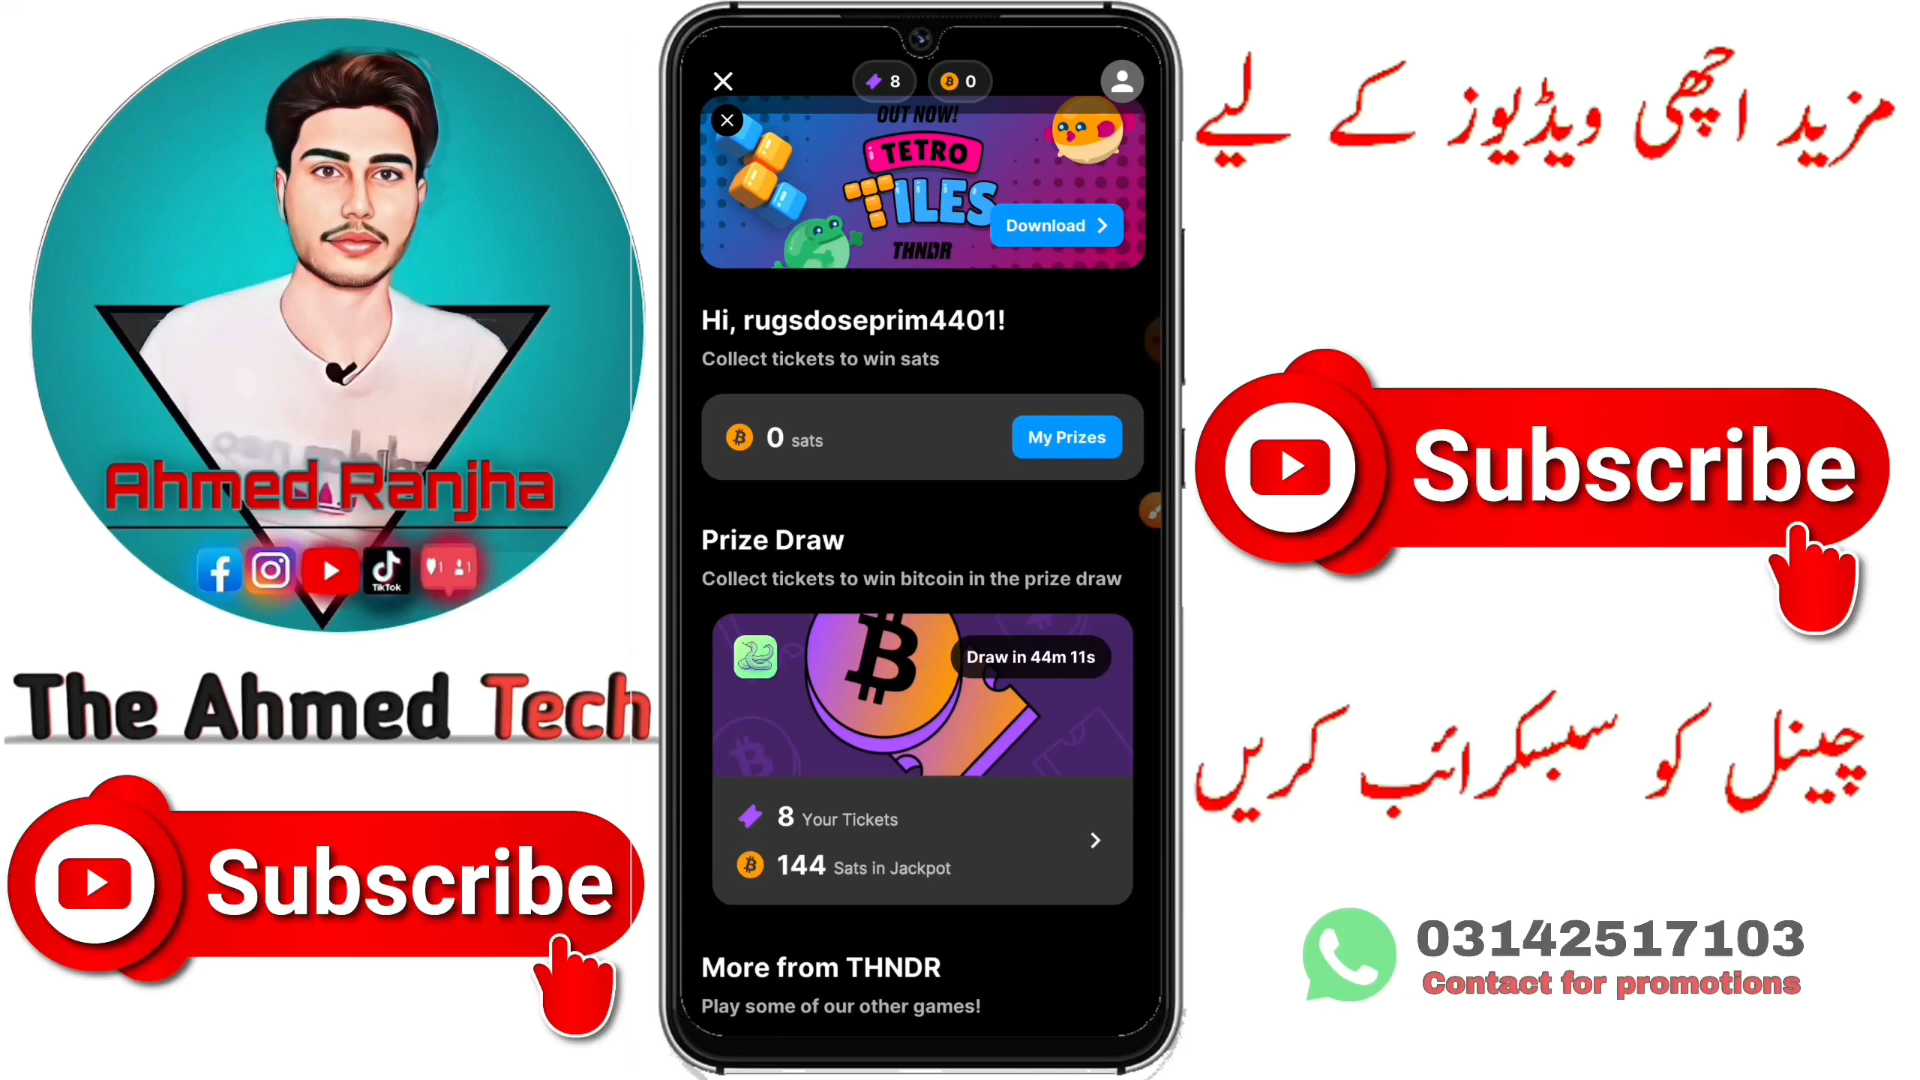 Ahmed Ranjha
TikTok
1 1
The Ahmed Tech
Subscribe
8
0
OUT NOW!
TETRO
TILES
THNDR
Download
Hi, rugsdoseprim4401!
Collect tickets to win sats
0 sats
My Prizes
Prize Draw
Collect tickets to win bitcoin in the prize draw
Draw in 44m 11s
8 Your Tickets
144 Sats in Jackpot
More from THNDR
Play some of our other games!
مزید اچھی ویڈیوز کے لیے
Subscribe
چینل کو سبسکرائب کریں
03142517103
Contact for promotions